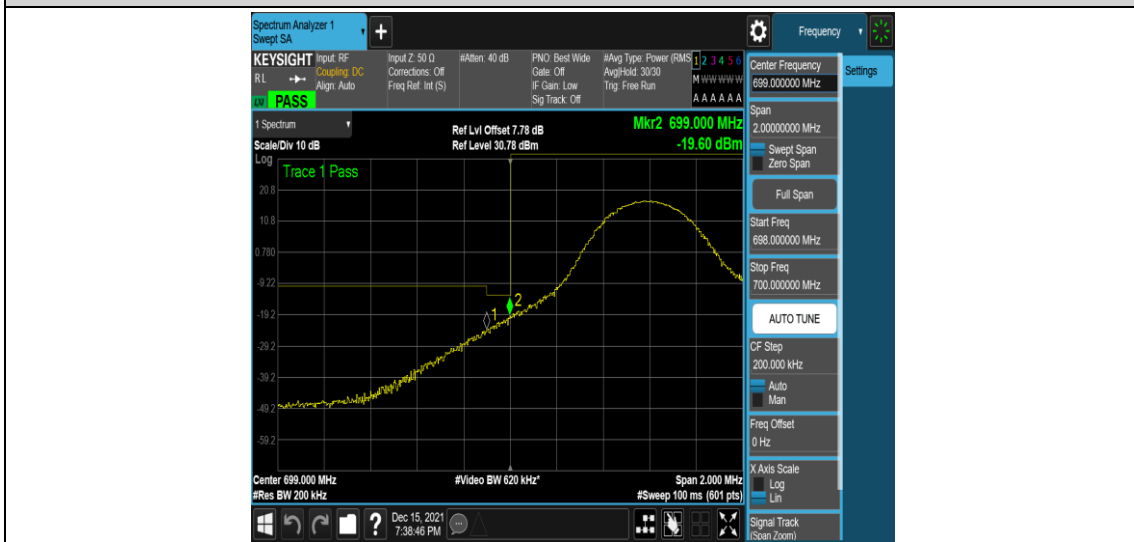 Spectrum Analyzer 1
Swept SA
+
Frequency
KEYSIGHT
RL
Input: RF
Coupling: DC
Align: Auto
Input Z: 50 Ω
Corrections: Off
Freq Ref: Int (S)
#Atten: 40 dB
PNO: Best Wide
Gate: Off
IF Gain: Low
Sig Track: Off
#Avg Type: Power (RMS
Avg|Hold: 30/30
Trig: Free Run
1 2 3 4 5 6
M W W W W W
A A A A A A
LXI
PASS
1 Spectrum
Scale/Div 10 dB
Ref Lvl Offset 7.78 dB
Ref Level 30.78 dBm
Mkr2 699.000 MHz
-19.60 dBm
Log
Trace 1 Pass
20.8
10.8
0.780
-9.22
-19.2
-29.2
-39.2
-49.2
-59.2
1
2
Center 699.000 MHz
#Res BW 200 kHz
#Video BW 620 kHz*
Span 2.000 MHz
#Sweep 100 ms (601 pts)
Center Frequency
699.000000 MHz
Settings
Span
2.00000000 MHz
Swept Span
Zero Span
Full Span
Start Freq
698.000000 MHz
Stop Freq
700.000000 MHz
AUTO TUNE
CF Step
200.000 kHz
Auto
Man
Freq Offset
0 Hz
X Axis Scale
Log
Lin
Signal Track
(Span Zoom)
?
Dec 15, 2021
7:38:46 PM